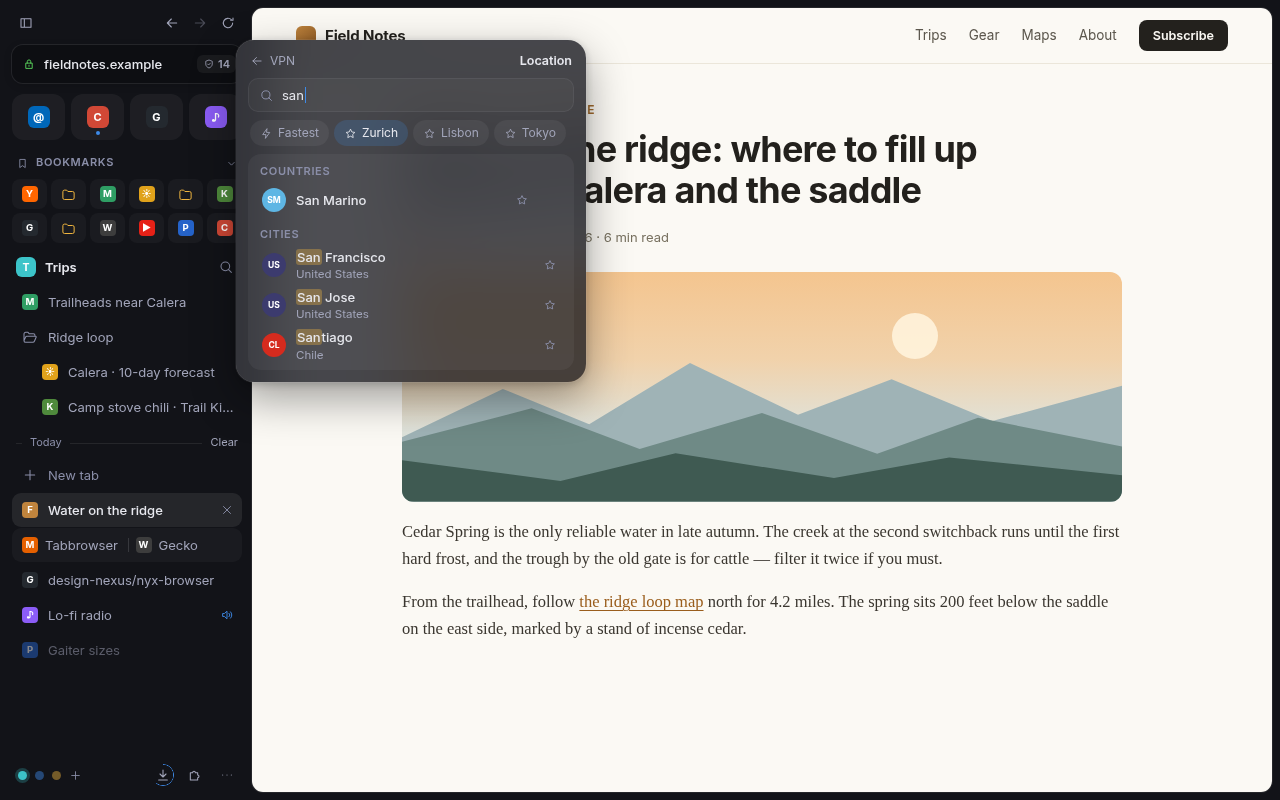 fieldnotes.example
14
@
C
G
BOOKMARKS
Y
M
K
G
W
P
C
T
Trips
M
Trailheads near Calera
Ridge loop
Calera · 10-day forecast
K
Camp stove chili · Trail Ki...
Today
Clear
New tab
F
Water on the ridge
M
Tabbrowser
W
Gecko
G
design-nexus/nyx-browser
Lo-fi radio
P
Gaiter sizes
VPN
Location
san
Fastest
Zurich
Lisbon
Tokyo
COUNTRIES
SM
San Marino
CITIES
US
San Francisco
United States
US
San Jose
United States
CL
Santiago
Chile
Field Notes
Trips
Gear
Maps
About
Subscribe
E
ne ridge: where to fill up
alera and the saddle
6 · 6 min read
Cedar Spring is the only reliable water in late autumn. The creek at the second switchback runs until the first
hard frost, and the trough by the old gate is for cattle — filter it twice if you must.
From the trailhead, follow the ridge loop map north for 4.2 miles. The spring sits 200 feet below the saddle
on the east side, marked by a stand of incense cedar.